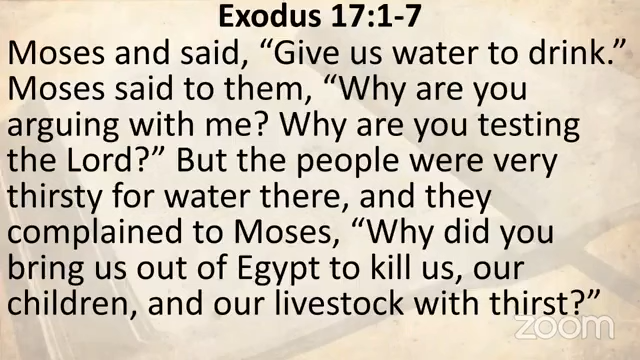 Exodus 17:1-7
Moses and said, “Give us water to drink.”
Moses said to them, “Why are you
arguing with me? Why are you testing
the Lord?” But the people were very
thirsty for water there, and they
complained to Moses, “Why did you
bring us out of Egypt to kill us, our
children, and our livestock with thirst?”
zoom